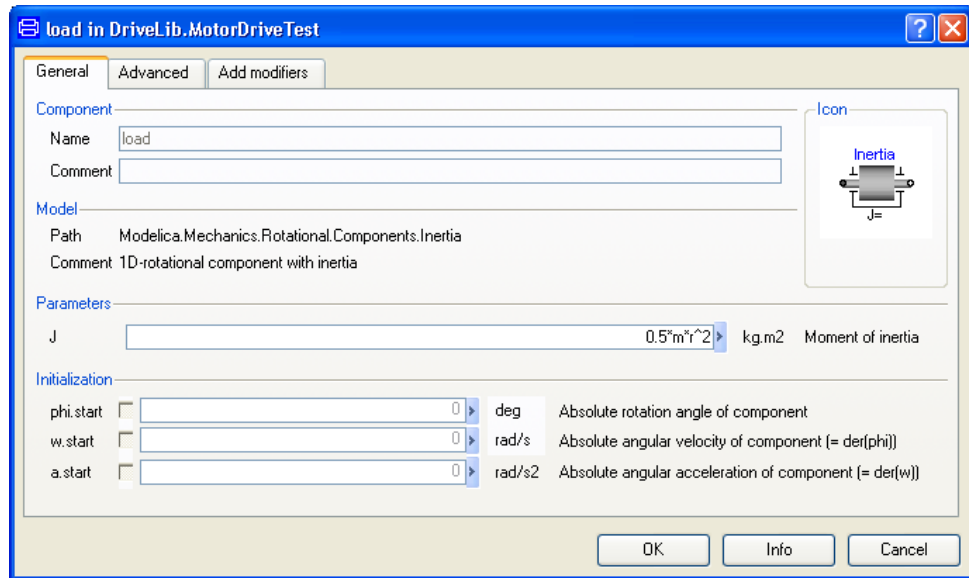 load in DriveLib.MotorDriveTest
General Advanced Add modifiers
Component
Icon
Name load
Comment
Inertia
J=
Model
Path Modelica.Mechanics.Rotational.Components.Inertia
Comment 1D-rotational component with inertia
Parameters
J 0.5*m*r^2 kg.m2 Moment of inertia
Initialization
phi.start 0 deg Absolute rotation angle of component
w.start 0 rad/s Absolute angular velocity of component (= der(phi))
a.start 0 rad/s2 Absolute angular acceleration of component (= der(w))
OK Info Cancel